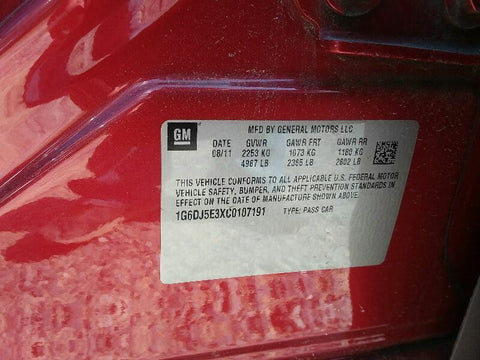 GM
MFD BY GENERAL MOTORS LLC
DATE GVWR GAWR FRT GAWR RR
08/11 2253 KG 1073 KG 1180 KG
4967 LB 2365 LB 2602 LB
THIS VEHICLE CONFORMS TO ALL APPLICABLE U.S. FEDERAL MOTOR
VEHICLE SAFETY, BUMPER, AND THEFT PREVENTION STANDARDS IN
EFFECT ON THE DATE OF MANUFACTURE SHOWN ABOVE.
1G6DJ5E3XC0107191 TYPE: PASS CAR